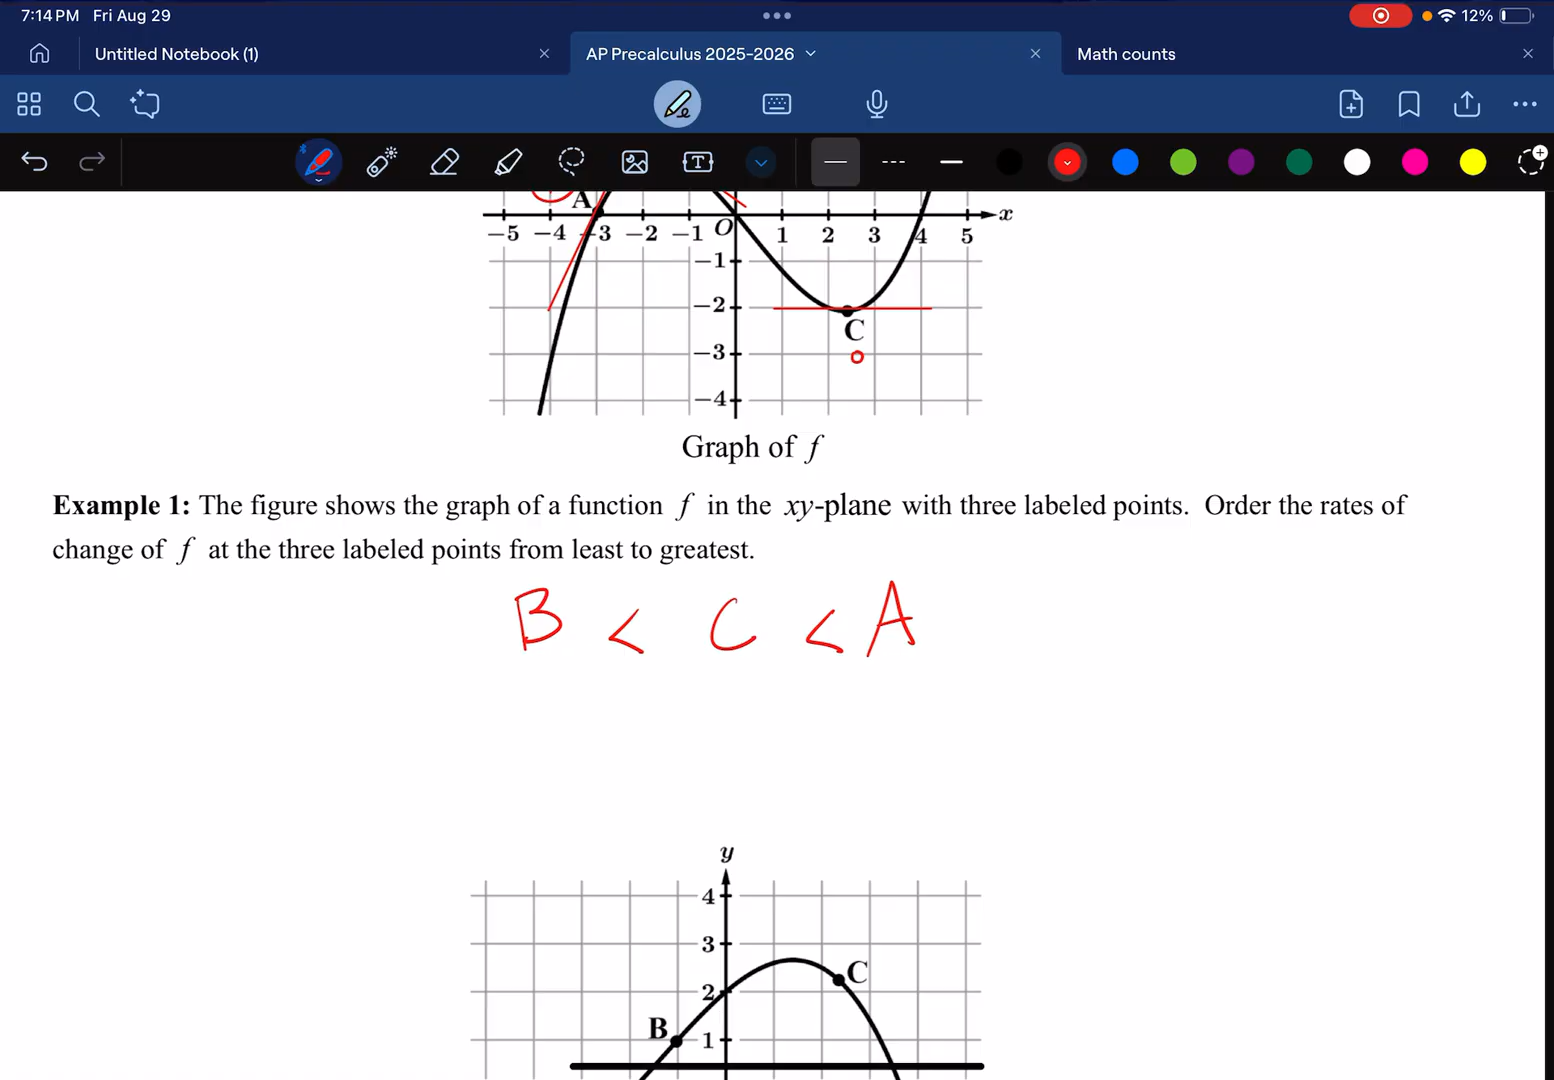 7:14 PM Fri Aug 29
12%
Untitled Notebook (1)
AP Precalculus 2025-2026
Math counts
A
−5 −4 −3 −2 −1 O 1 2 3 4 5 x
−1
−2
C
−3
−4
Graph of f
Example 1: The figure shows the graph of a function f in the xy-plane with three labeled points. Order the rates of
change of f at the three labeled points from least to greatest.
B < C < A
y
4
3
C
2
B
1